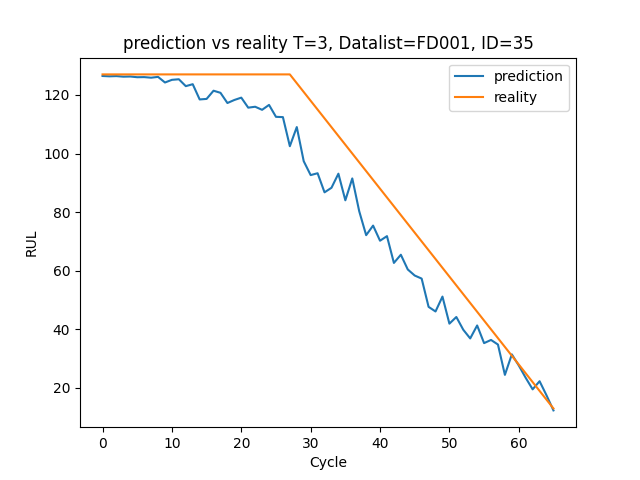 prediction vs reality T=3, Datalist=FD001, ID=35
prediction
reality
120
100
80
60
40
20
RUL
0 10 20 30 40 50 60
Cycle